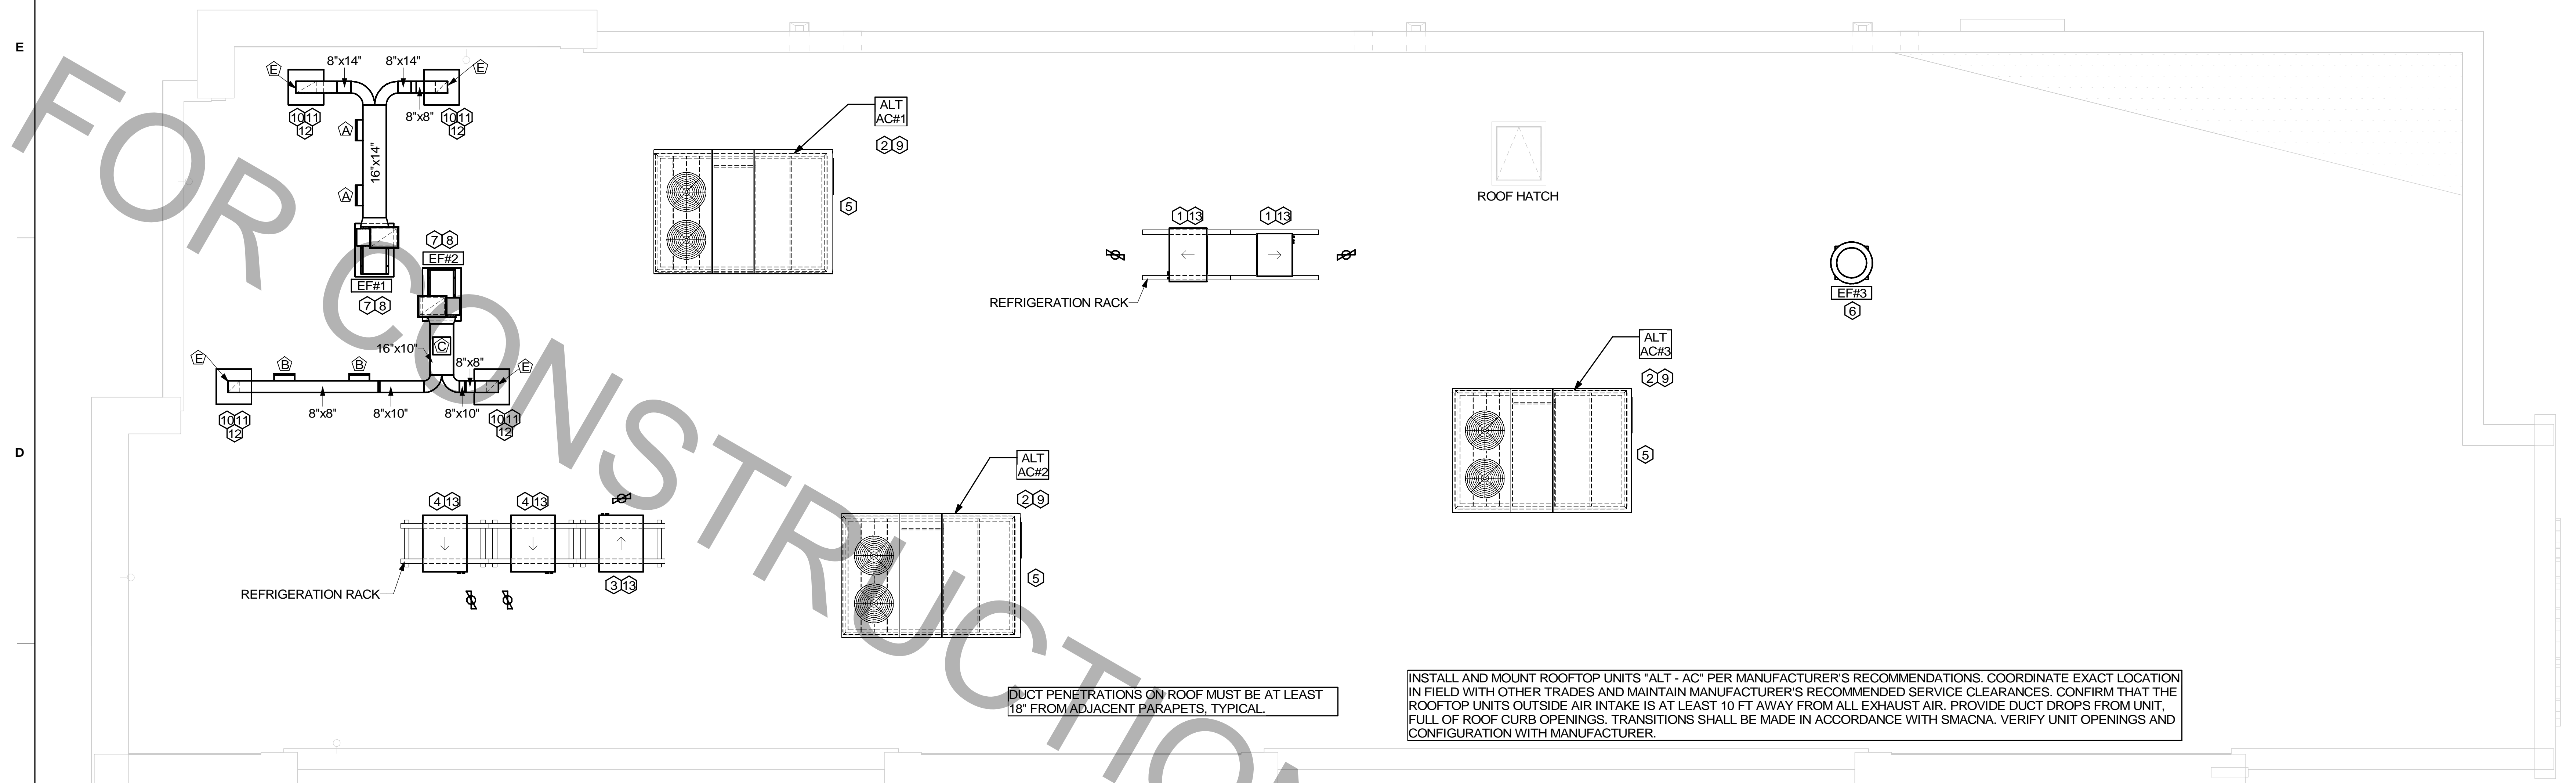 E
8"x14"
8"x14"
E
E
10 11
12
8"x8"
10 11
12
A
16"x14"
A
ALT
AC#1
2 9
5
7 8
EF#2
EF#1
7 8
1 13
1 13
REFRIGERATION RACK
ROOF HATCH
EF#3
6
16"x10"
C
8"x8"
E
B
B
E
8"x8"
8"x10"
8"x10"
10 11
12
10 11
12
ALT
AC#3
2 9
5
D
ALT
AC#2
2 9
5
4 13
4 13
3 13
REFRIGERATION RACK
DUCT PENETRATIONS ON ROOF MUST BE AT LEAST
18" FROM ADJACENT PARAPETS, TYPICAL.
INSTALL AND MOUNT ROOFTOP UNITS "ALT - AC" PER MANUFACTURER'S RECOMMENDATIONS. COORDINATE EXACT LOCATION
IN FIELD WITH OTHER TRADES AND MAINTAIN MANUFACTURER'S RECOMMENDED SERVICE CLEARANCES. CONFIRM THAT THE
ROOFTOP UNITS OUTSIDE AIR INTAKE IS AT LEAST 10 FT AWAY FROM ALL EXHAUST AIR. PROVIDE DUCT DROPS FROM UNIT,
FULL OF ROOF CURB OPENINGS. TRANSITIONS SHALL BE MADE IN ACCORDANCE WITH SMACNA. VERIFY UNIT OPENINGS AND
CONFIGURATION WITH MANUFACTURER.
FOR CONSTRUCTION